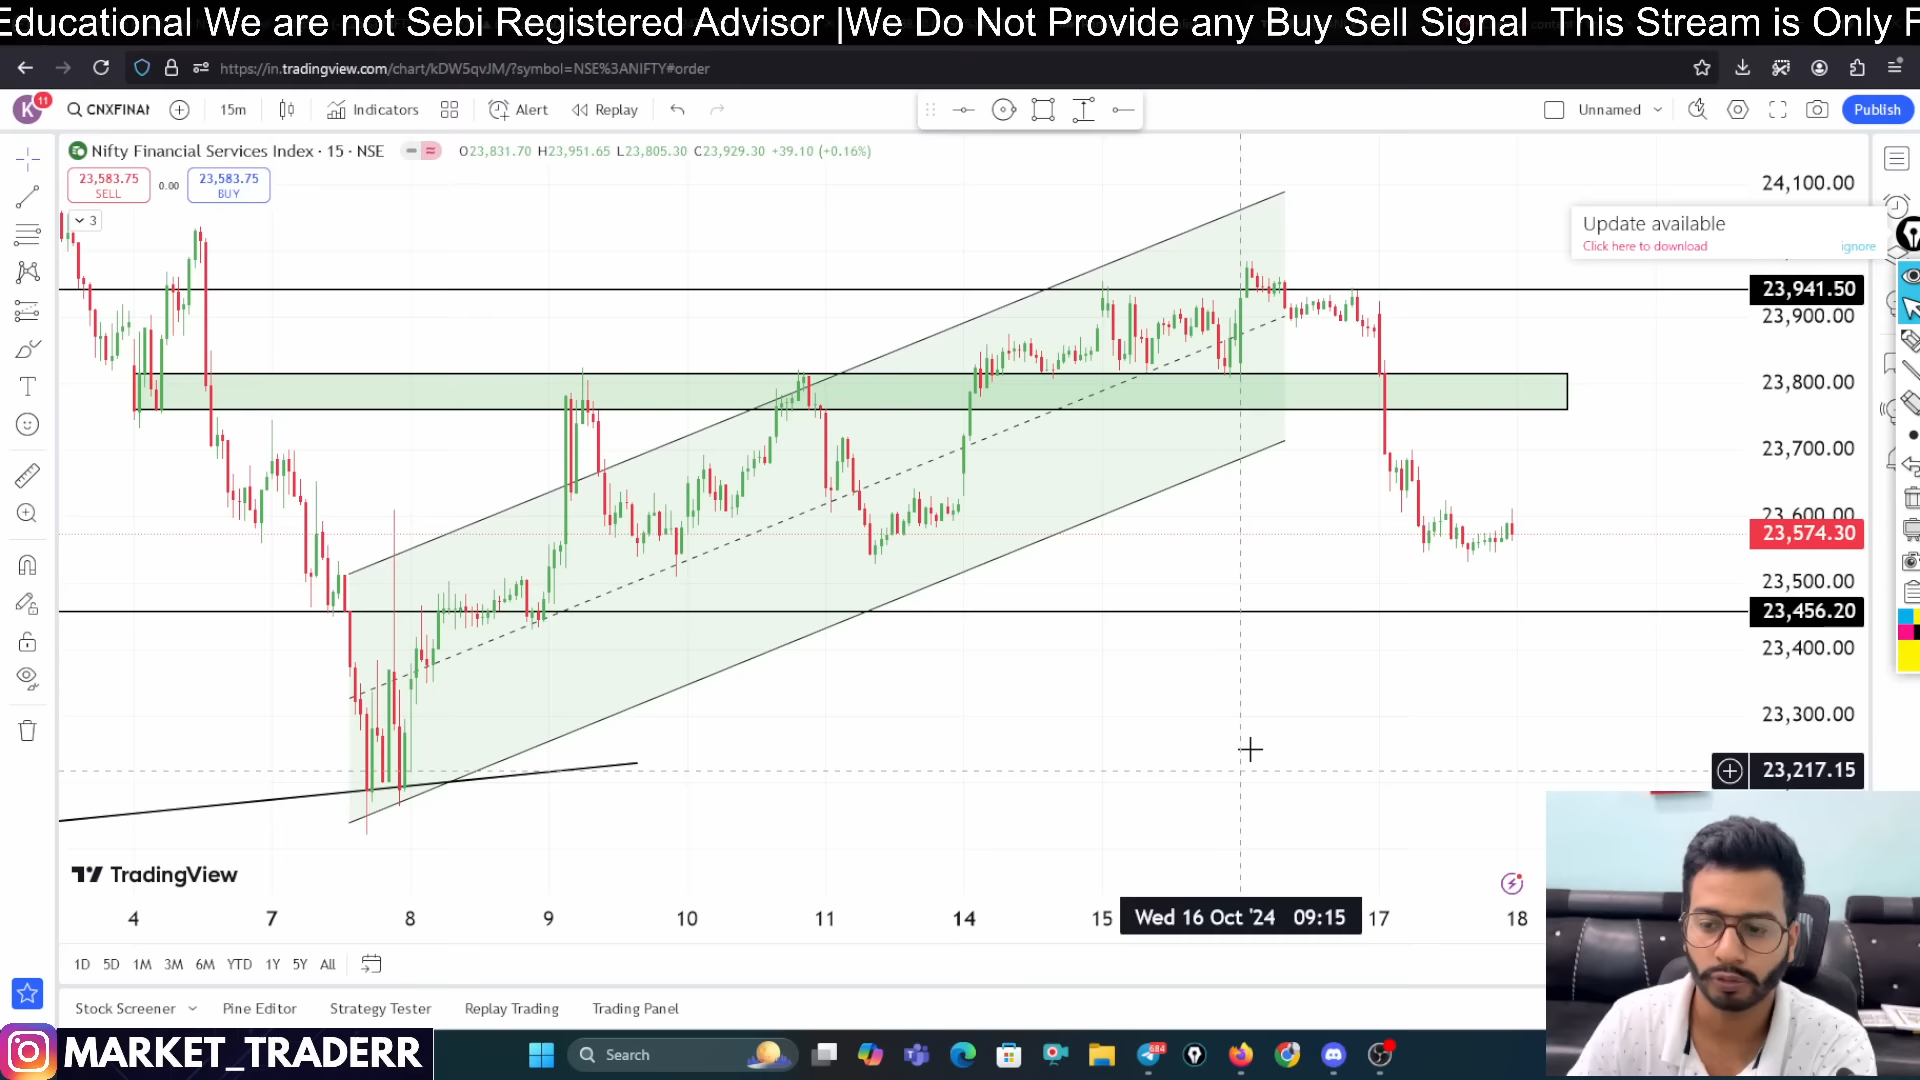 Educational We are not Sebi Registered Advisor |We Do Not Provide any Buy Sell Signal This Stream is Only F
https://in.tradingview.com/chart/kDW5qvJM/?symbol=NSE%3ANIFTY#order
K 11 CNXFINAN 15m Indicators Alert Replay Unnamed Publish
Nifty Financial Services Index · 15 · NSE O23,831.70 H23,951.65 L23,805.30 C23,929.30 +39.10 (+0.16%)
23,583.75 SELL 0.00 23,583.75 BUY
3
24,100.00
Update available
Click here to download ignore
23,941.50
23,900.00
23,800.00
23,700.00
23,600.00
23,574.30
23,500.00
23,456.20
23,400.00
23,300.00
23,217.15
TradingView
4 7 8 9 10 11 14 15 Wed 16 Oct '24 09:15 17 18
1D 5D 1M 3M 6M YTD 1Y 5Y All
Stock Screener Pine Editor Strategy Tester Replay Trading Trading Panel
MARKET_TRADERR
Search
684